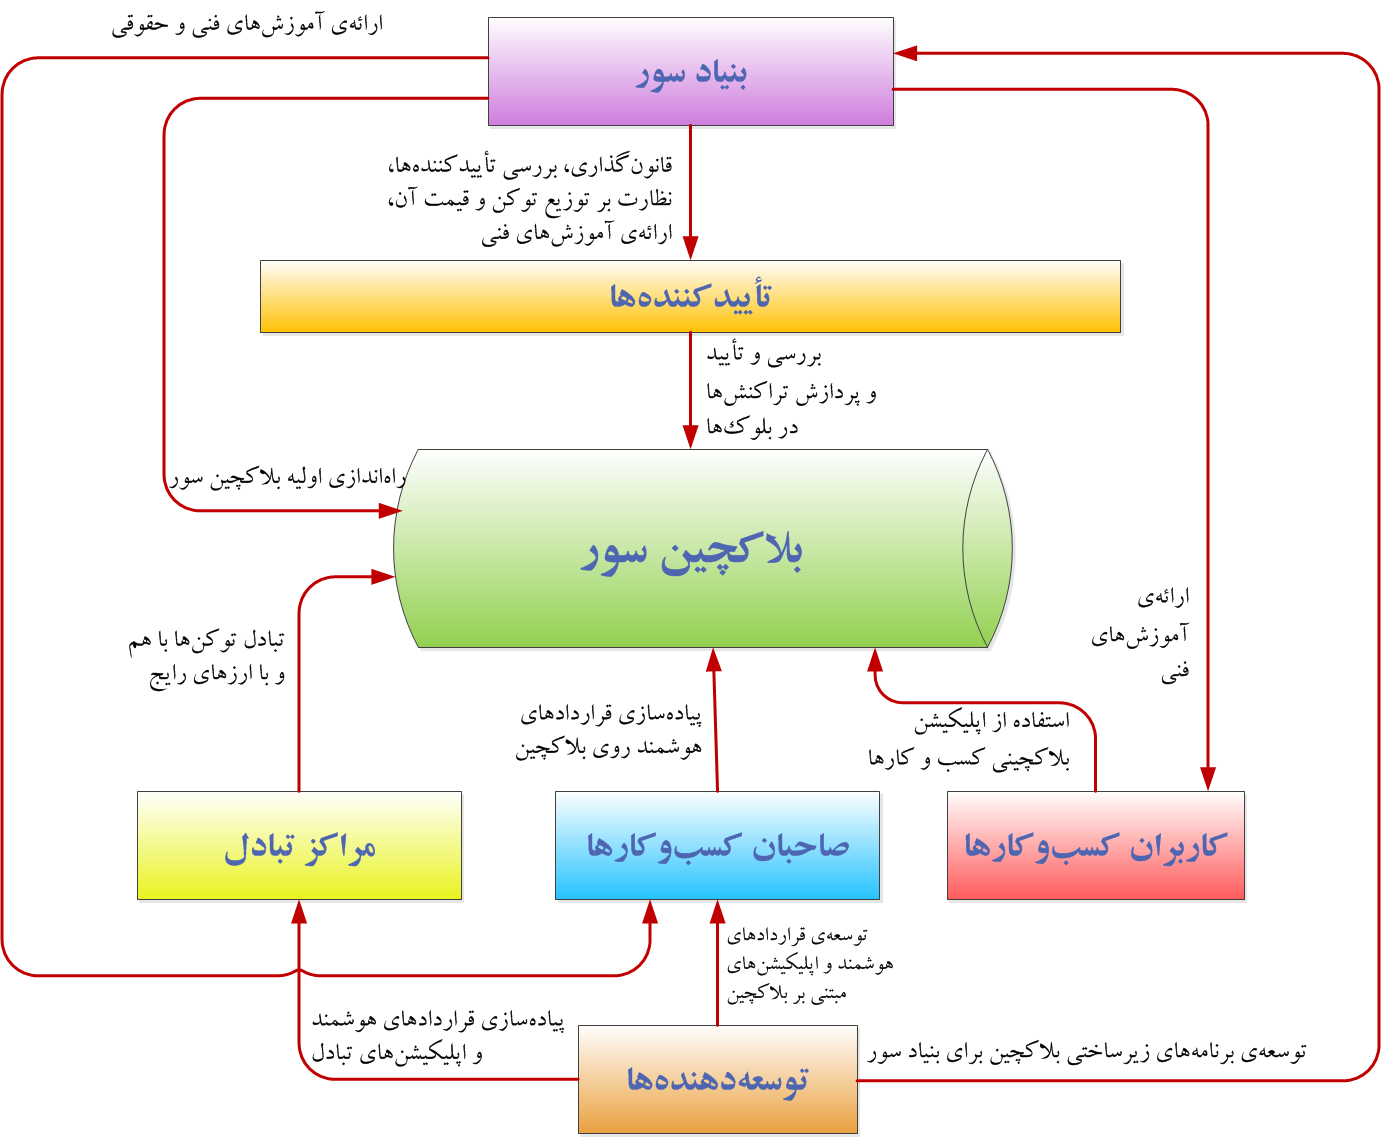 ارائه‌ی آموزش‌های فنی و حقوقی
بنیاد سور
قانون‌گذاری، بررسی تأییدکننده‌ها،
نظارت بر توزیع توکن و قیمت آن،
ارائه‌ی آموزش‌های فنی
تأییدکننده‌ها
بررسی و تأیید
و پردازش تراکنش‌ها
در بلوک‌ها
راه‌اندازی اولیه بلاکچین سور
بلاکچین سور
ارائه‌ی
آموزش‌های
فنی
تبادل توکن‌ها با هم
و با ارزهای رایج
پیاده‌سازی قراردادهای
هوشمند روی بلاکچین
استفاده از اپلیکیشن
بلاکچینی کسب و کارها
کاربران کسب‌وکارها
صاحبان کسب‌وکارها
مراکز تبادل
توسعه‌ی قراردادهای
هوشمند و اپلیکیشن‌های
مبتنی بر بلاکچین
پیاده‌سازی قراردادهای هوشمند
و اپلیکیشن‌های تبادل
توسعه‌دهنده‌ها
توسعه‌ی برنامه‌های زیرساختی بلاکچین برای بنیاد سور